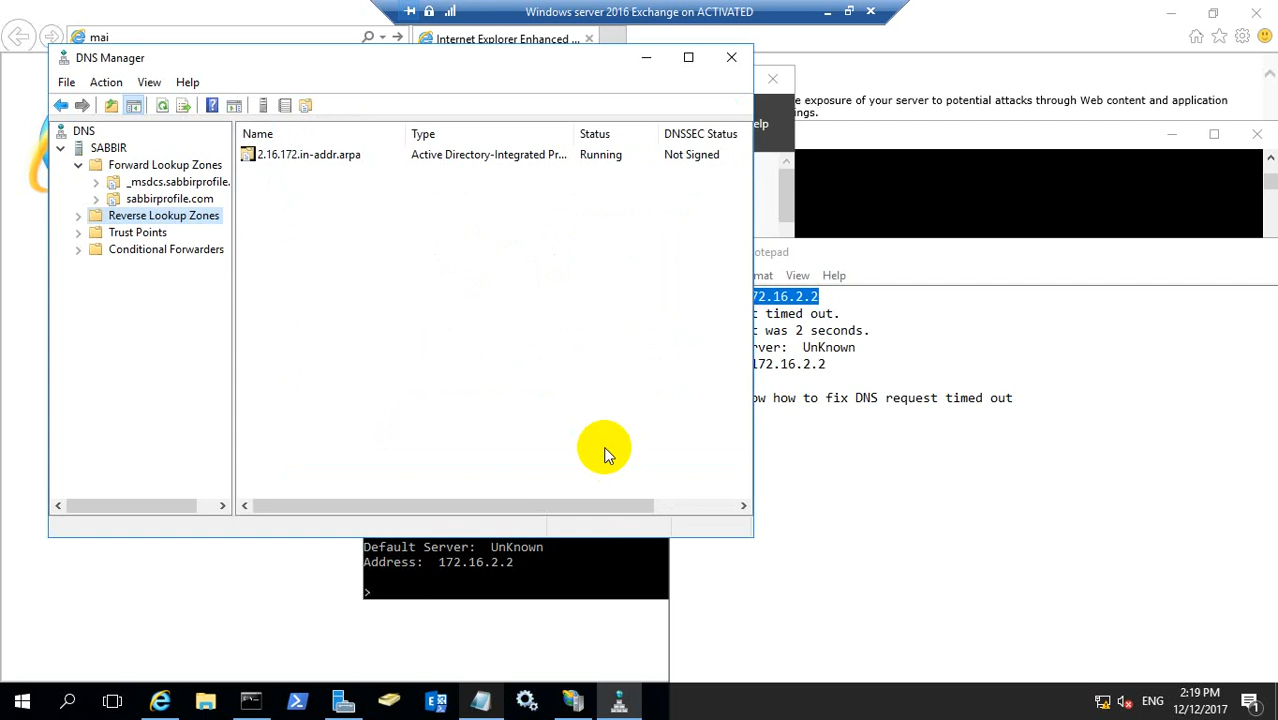 Windows server 2016 Exchange on ACTIVATED
mai
Internet Explorer Enhanced ...
DNS Manager
File Action View Help
e exposure of your server to potential attacks through Web content and application
ngs.
elp
DNS
SABBIR
Forward Lookup Zones
_msdcs.sabbirprofile.
sabbirprofile.com
Reverse Lookup Zones
Trust Points
Conditional Forwarders
Name Type Status DNSSEC Status
2.16.172.in-addr.arpa Active Directory-Integrated Pr... Running Not Signed
otepad
mat View Help
72.16.2.2
t timed out.
t was 2 seconds.
rver: UnKnown
172.16.2.2
ow how to fix DNS request timed out
Default Server: UnKnown
Address: 172.16.2.2
>
ENG
2:19 PM
12/12/2017
1